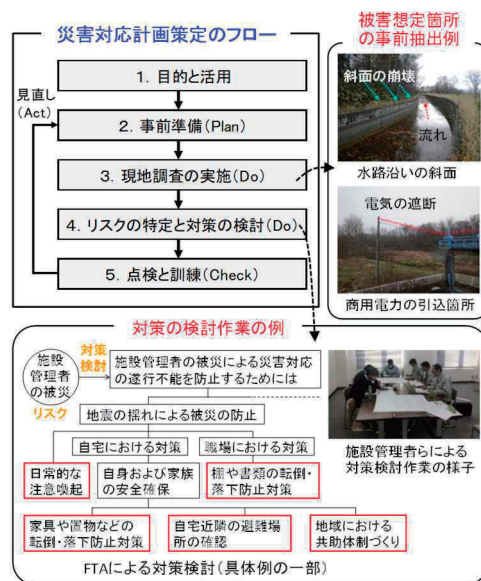 災害対応計画策定のフロー
1. 目的と活用
見直し
(Act)
2. 事前準備(Plan)
3. 現地調査の実施(Do)
4. リスクの特定と対策の検討(Do)
5. 点検と訓練(Check)
被害想定箇所
の事前抽出例
斜面の崩壊
流れ
水路沿いの斜面
電気の遮断
商用電力の引込箇所
対策の検討作業の例
施設
管理者
の被災
リスク
対策
検討
施設管理者の被災による災害対応
の遂行不能を防止するためには
地震の揺れによる被災の防止
自宅における対策
職場における対策
日常的な
注意喚起
自身および家族
の安全確保
棚や書類の転倒・
落下防止対策
家具や置物などの
転倒・落下防止対策
自宅近隣の避難場
所の確認
地域における
共助体制づくり
FTAによる対策検討(具体例の一部)
施設管理者らによる
対策検討作業の様子